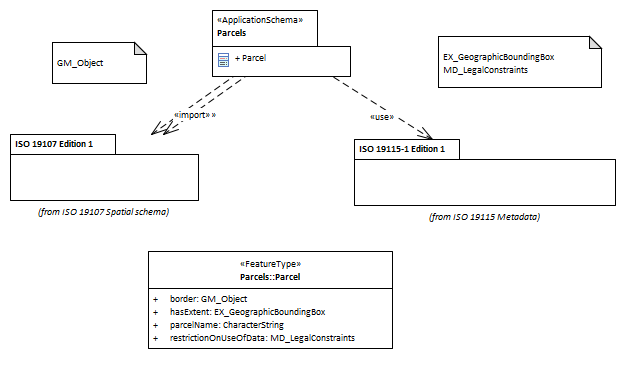 «ApplicationSchema»
Parcels
+ Parcel
GM_Object
EX_GeographicBoundingBox
MD_LegalConstraints
«import» »
«use»
ISO 19107 Edition 1
(from ISO 19107 Spatial schema)
ISO 19115-1 Edition 1
(from ISO 19115 Metadata)
«FeatureType»
Parcels::Parcel
+ border: GM_Object
+ hasExtent: EX_GeographicBoundingBox
+ parcelName: CharacterString
+ restrictionOnUseOfData: MD_LegalConstraints